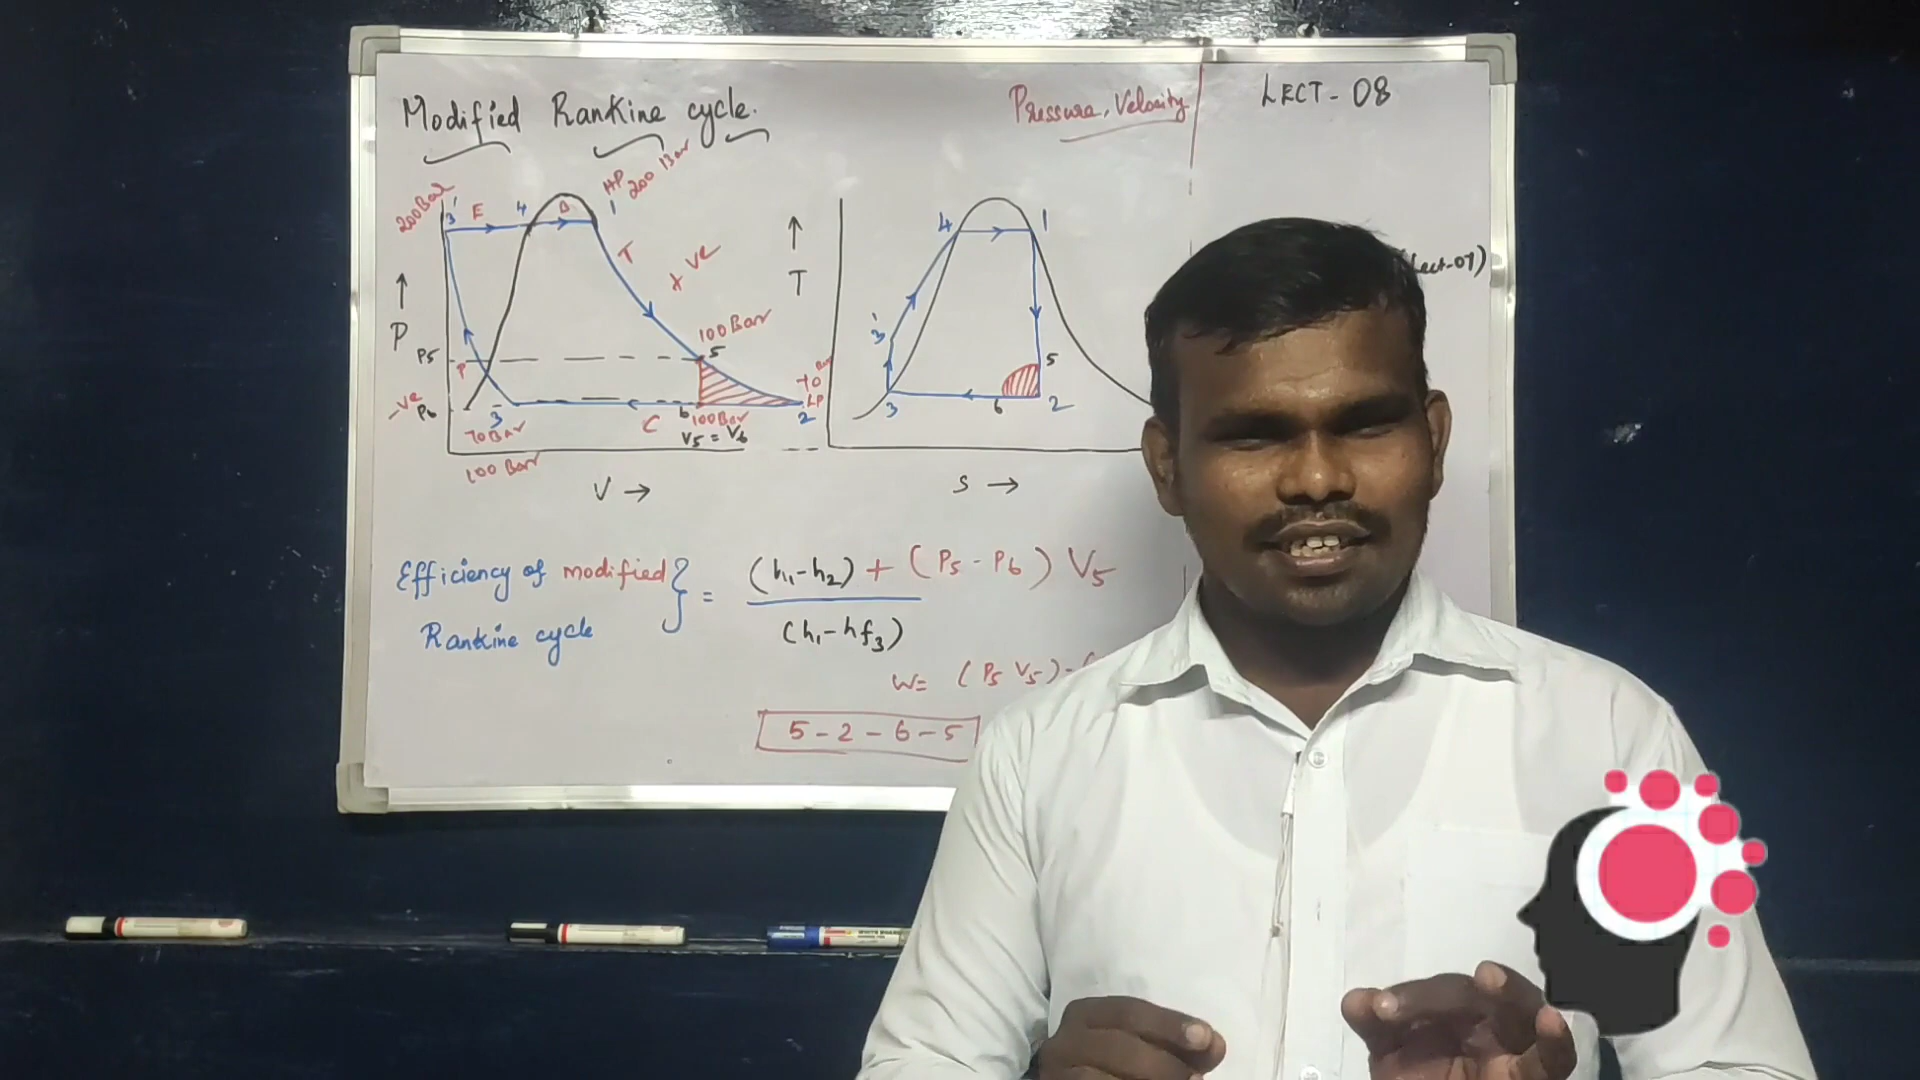 Modified Rankine cycle.
Pressure, Velocity
LECT- 08
HP
200 Bar
200 Bar
3' E 4 B 1
T
+ ve
P
P5
100 Bar
5
P
-ve P6
3
70 Bar
100 Bar
C
6
100 Bar
V5 = V6
70 Bar
LP
2
V →
T
4 1
3'
5
3 6 2
S →
(Lect-07)
Efficiency of modified } = (h1-h2) + (P5 - P6) V5
Rankine cycle
(h1-hf3)
W= (P5 V5) -
5 - 2 - 6 - 5